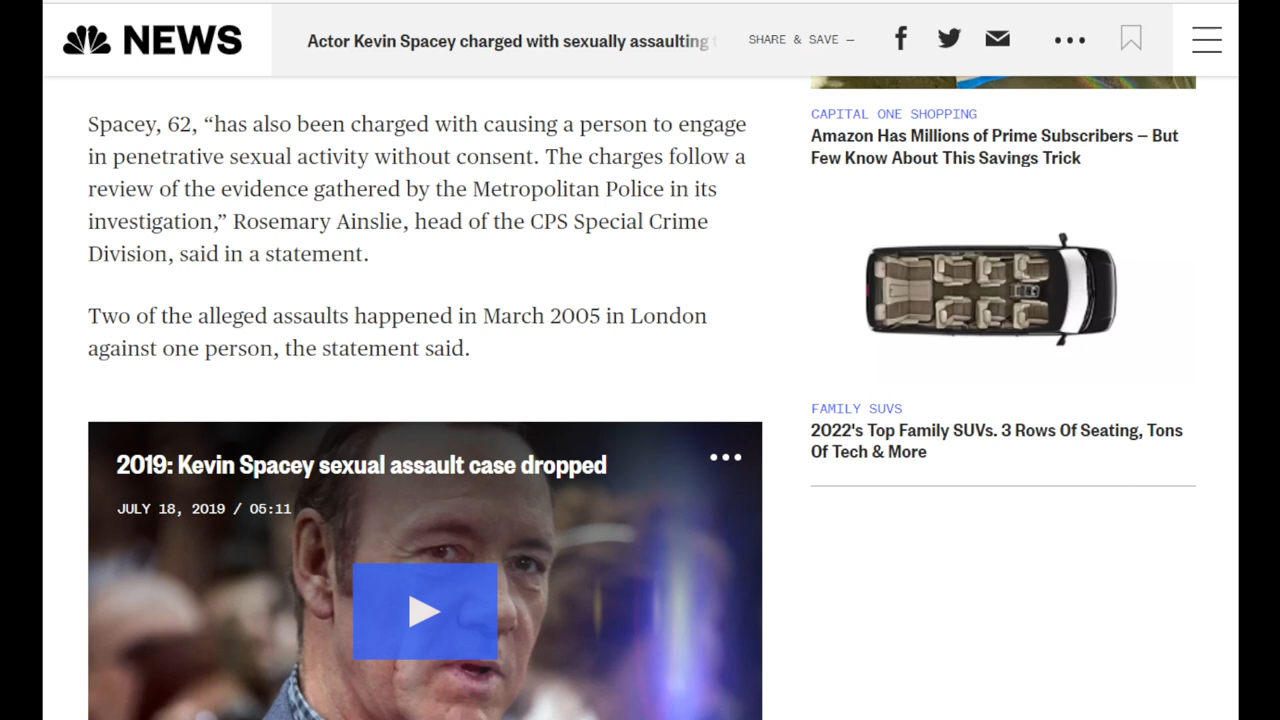 NEWS
Actor Kevin Spacey charged with sexually assaulting
SHARE & SAVE —
Spacey, 62, “has also been charged with causing a person to engage
in penetrative sexual activity without consent. The charges follow a
review of the evidence gathered by the Metropolitan Police in its
investigation,” Rosemary Ainslie, head of the CPS Special Crime
Division, said in a statement.
Two of the alleged assaults happened in March 2005 in London
against one person, the statement said.
2019: Kevin Spacey sexual assault case dropped
JULY 18, 2019 / 05:11
CAPITAL ONE SHOPPING
Amazon Has Millions of Prime Subscribers – But
Few Know About This Savings Trick
FAMILY SUVS
2022's Top Family SUVs. 3 Rows Of Seating, Tons
Of Tech & More